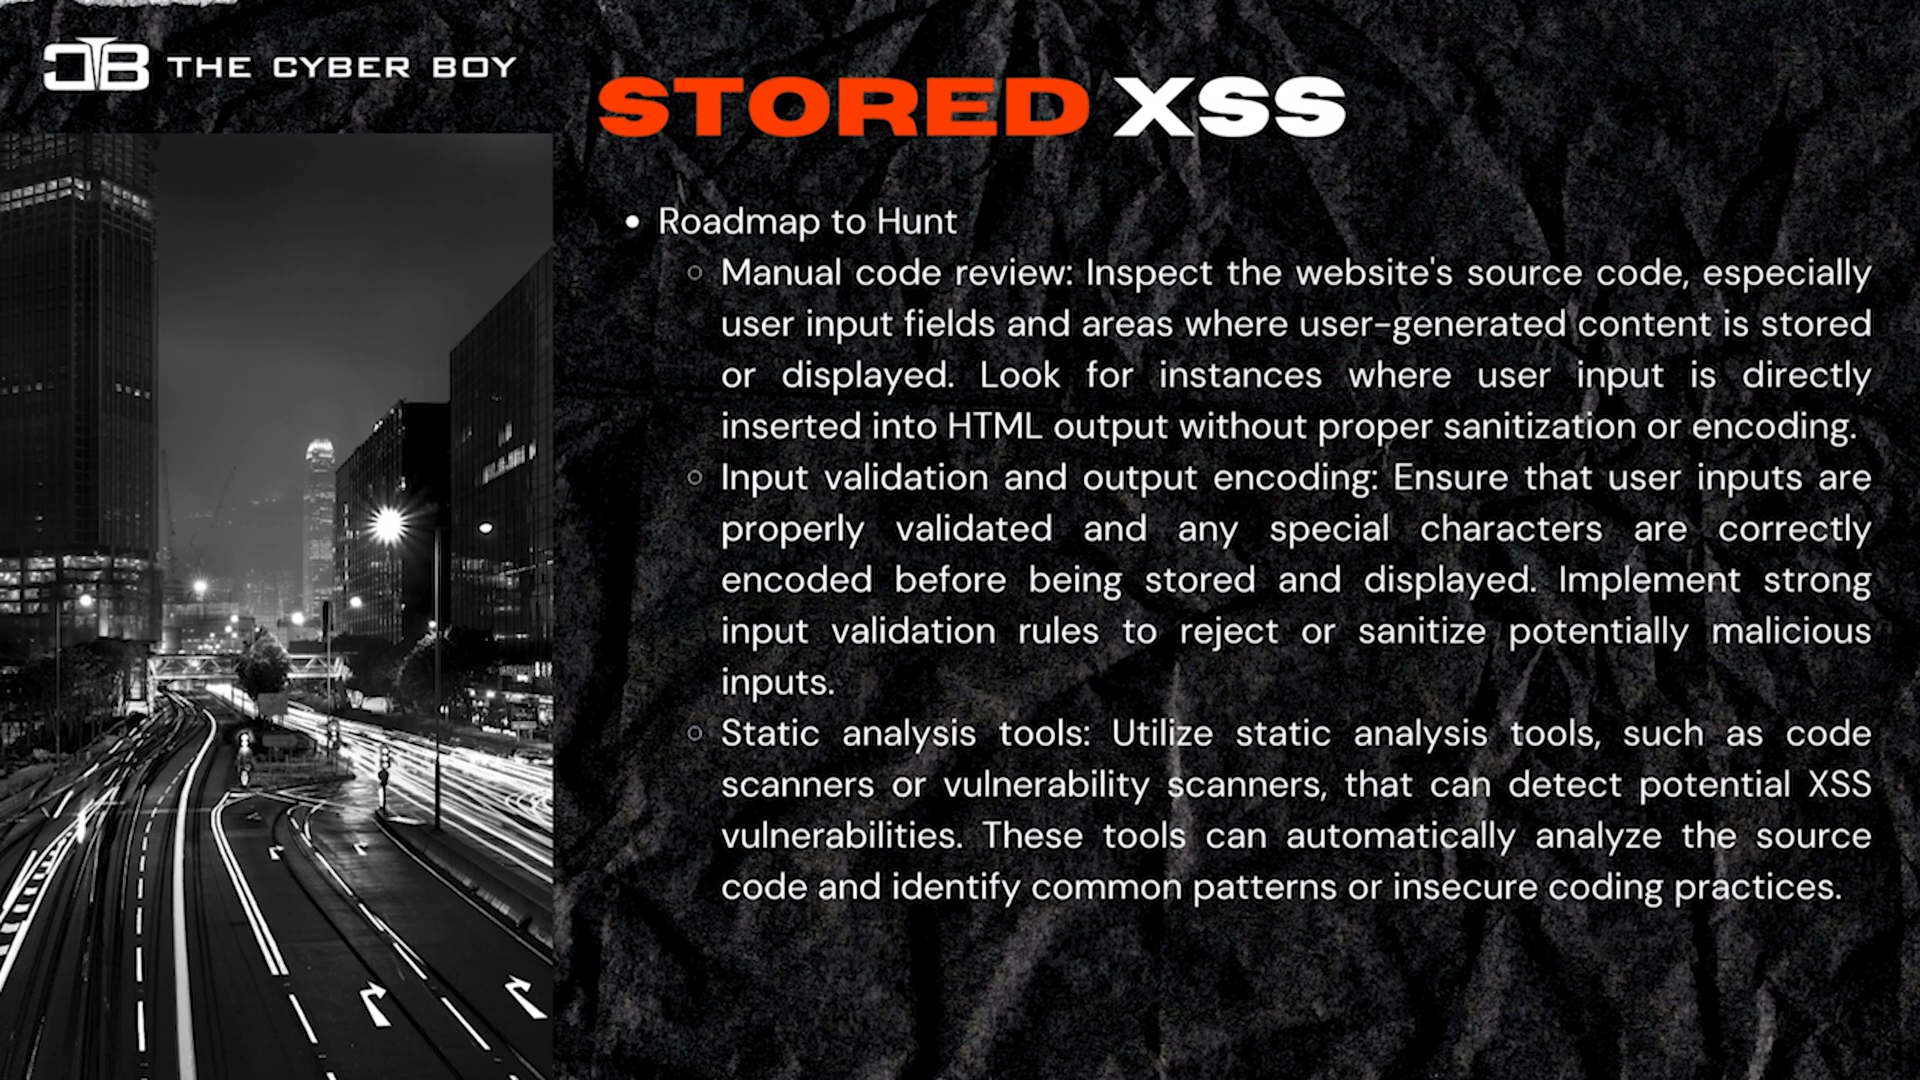 CTB THE CYBER BOY
STORED XSS
• Roadmap to Hunt
○ Manual code review: Inspect the website's source code, especially
user input fields and areas where user-generated content is stored
or displayed. Look for instances where user input is directly
inserted into HTML output without proper sanitization or encoding.
○ Input validation and output encoding: Ensure that user inputs are
properly validated and any special characters are correctly
encoded before being stored and displayed. Implement strong
input validation rules to reject or sanitize potentially malicious
inputs.
○ Static analysis tools: Utilize static analysis tools, such as code
scanners or vulnerability scanners, that can detect potential XSS
vulnerabilities. These tools can automatically analyze the source
code and identify common patterns or insecure coding practices.